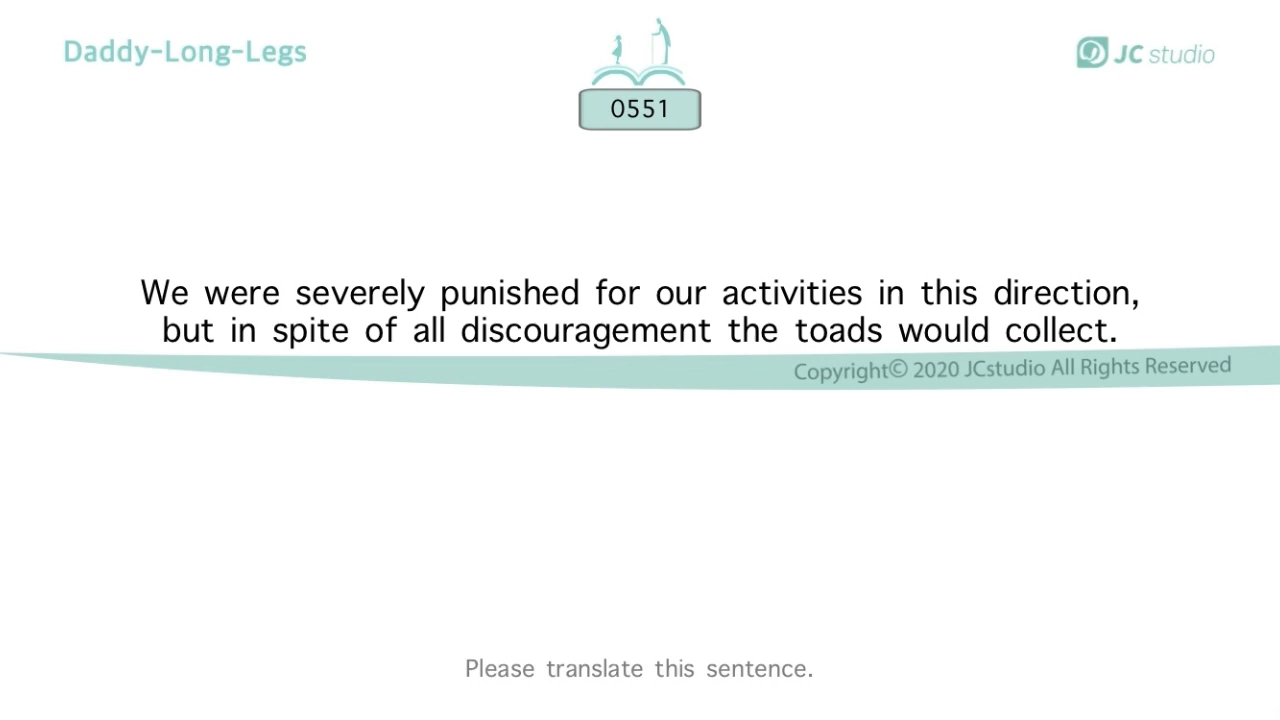 Daddy-Long-Legs
JC studio
0551
We were severely punished for our activities in this direction,
but in spite of all discouragement the toads would collect.
Copyright© 2020 JCstudio All Rights Reserved
Please translate this sentence.